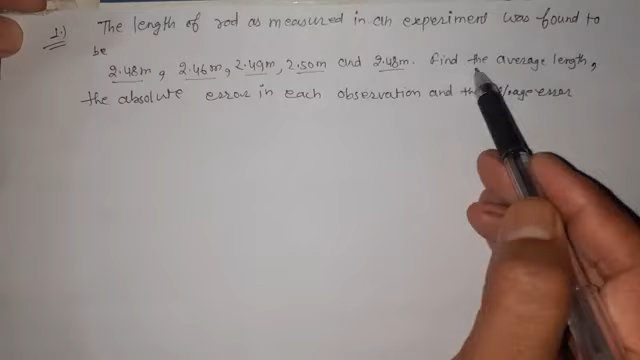 1.) The length of rod as measured in an experiment was found to
be
2.48m, 2.46m, 2.49m, 2.50m and 2.48m. Find the average length,
the absolute error in each observation and the error